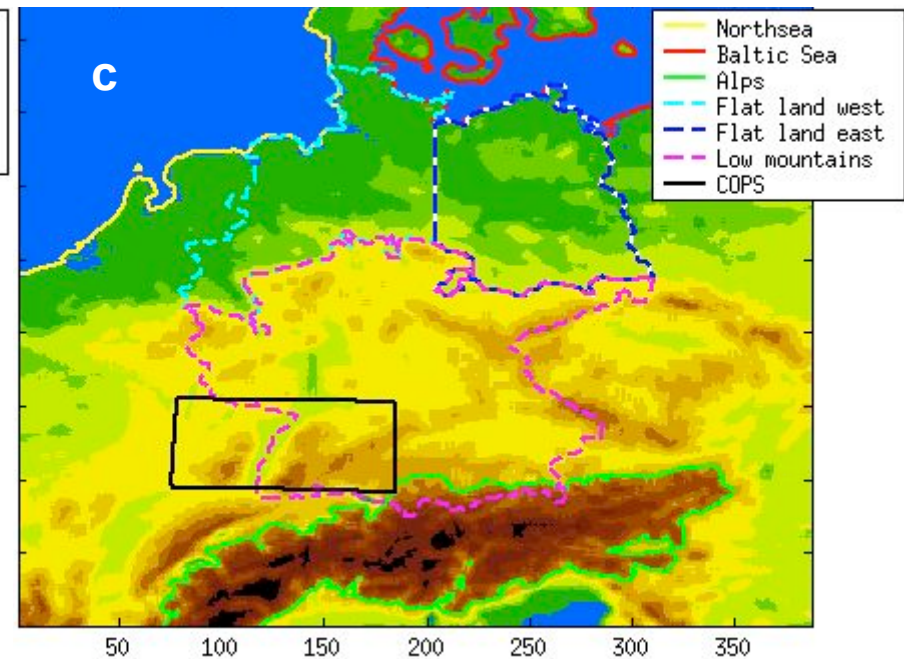 c
Northsea
Baltic Sea
Alps
Flat land west
Flat land east
Low mountains
COPS
50 100 150 200 250 300 350